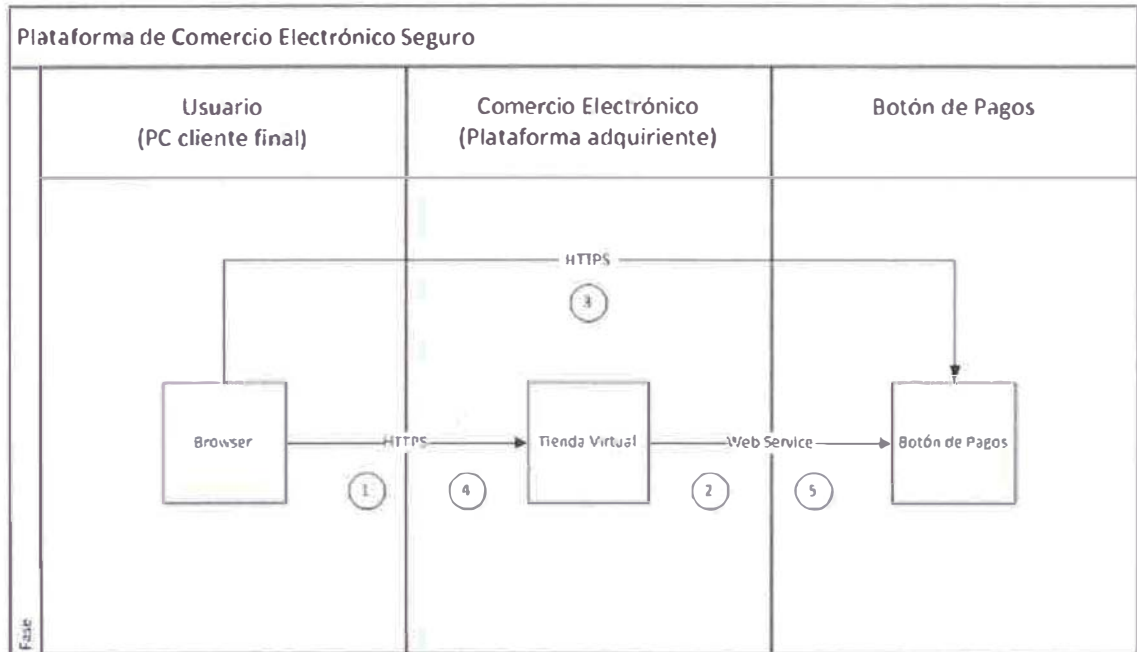 Plataforma de Comercio Electrónico Seguro
Usuario
(PC cliente final)
Comercio Electrónico
(Plataforma adquiriente)
Botón de Pagos
HTTPS
3
Browser
HTTPS
Tienda Virtual
Web Service
Botón de Pagos
1
4
2
5
Fase